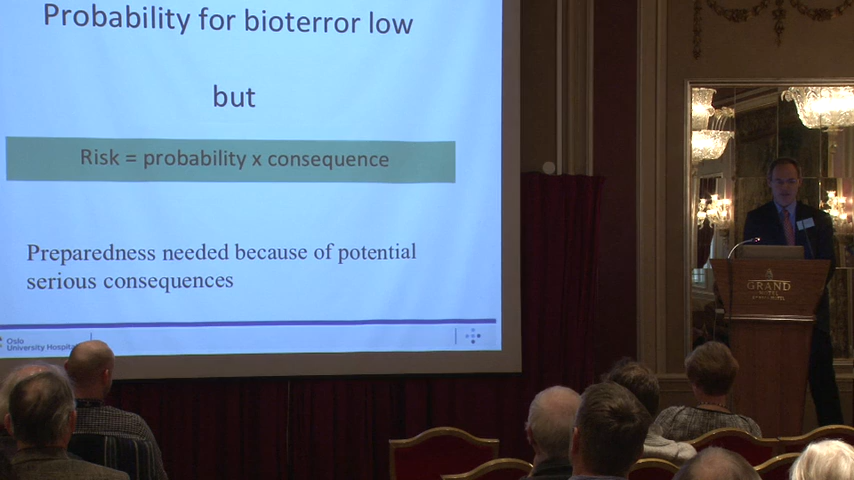 Probability for bioterror low
but
Risk = probability x consequence
Preparedness needed because of potential
serious consequences
Oslo
University Hospital
GRAND
HOTEL